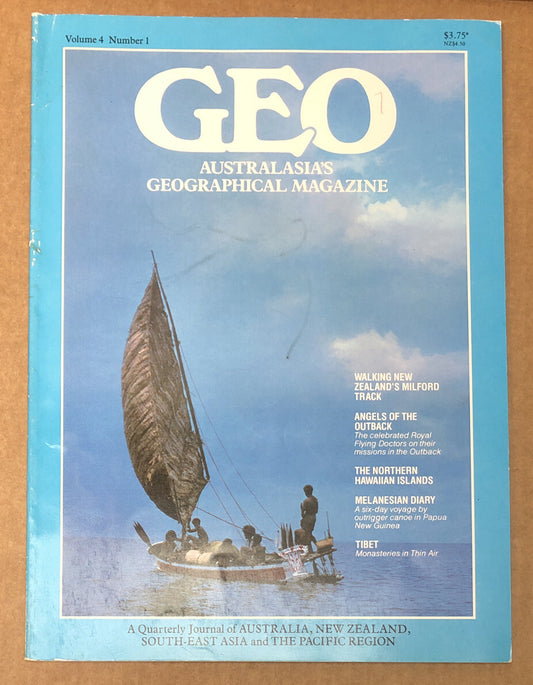 Volume 4 Number 1
$3.75*
NZ$4.50
GEO
7
AUSTRALASIA'S
GEOGRAPHICAL MAGAZINE
WALKING NEW
ZEALAND'S MILFORD
TRACK
ANGELS OF THE
OUTBACK
The celebrated Royal
Flying Doctors on their
missions in the Outback
THE NORTHERN
HAWAIIAN ISLANDS
MELANESIAN DIARY
A six-day voyage by
outrigger canoe in Papua
New Guinea
TIBET
Monasteries in Thin Air
A Quarterly Journal of AUSTRALIA, NEW ZEALAND,
SOUTH-EAST ASIA and THE PACIFIC REGION